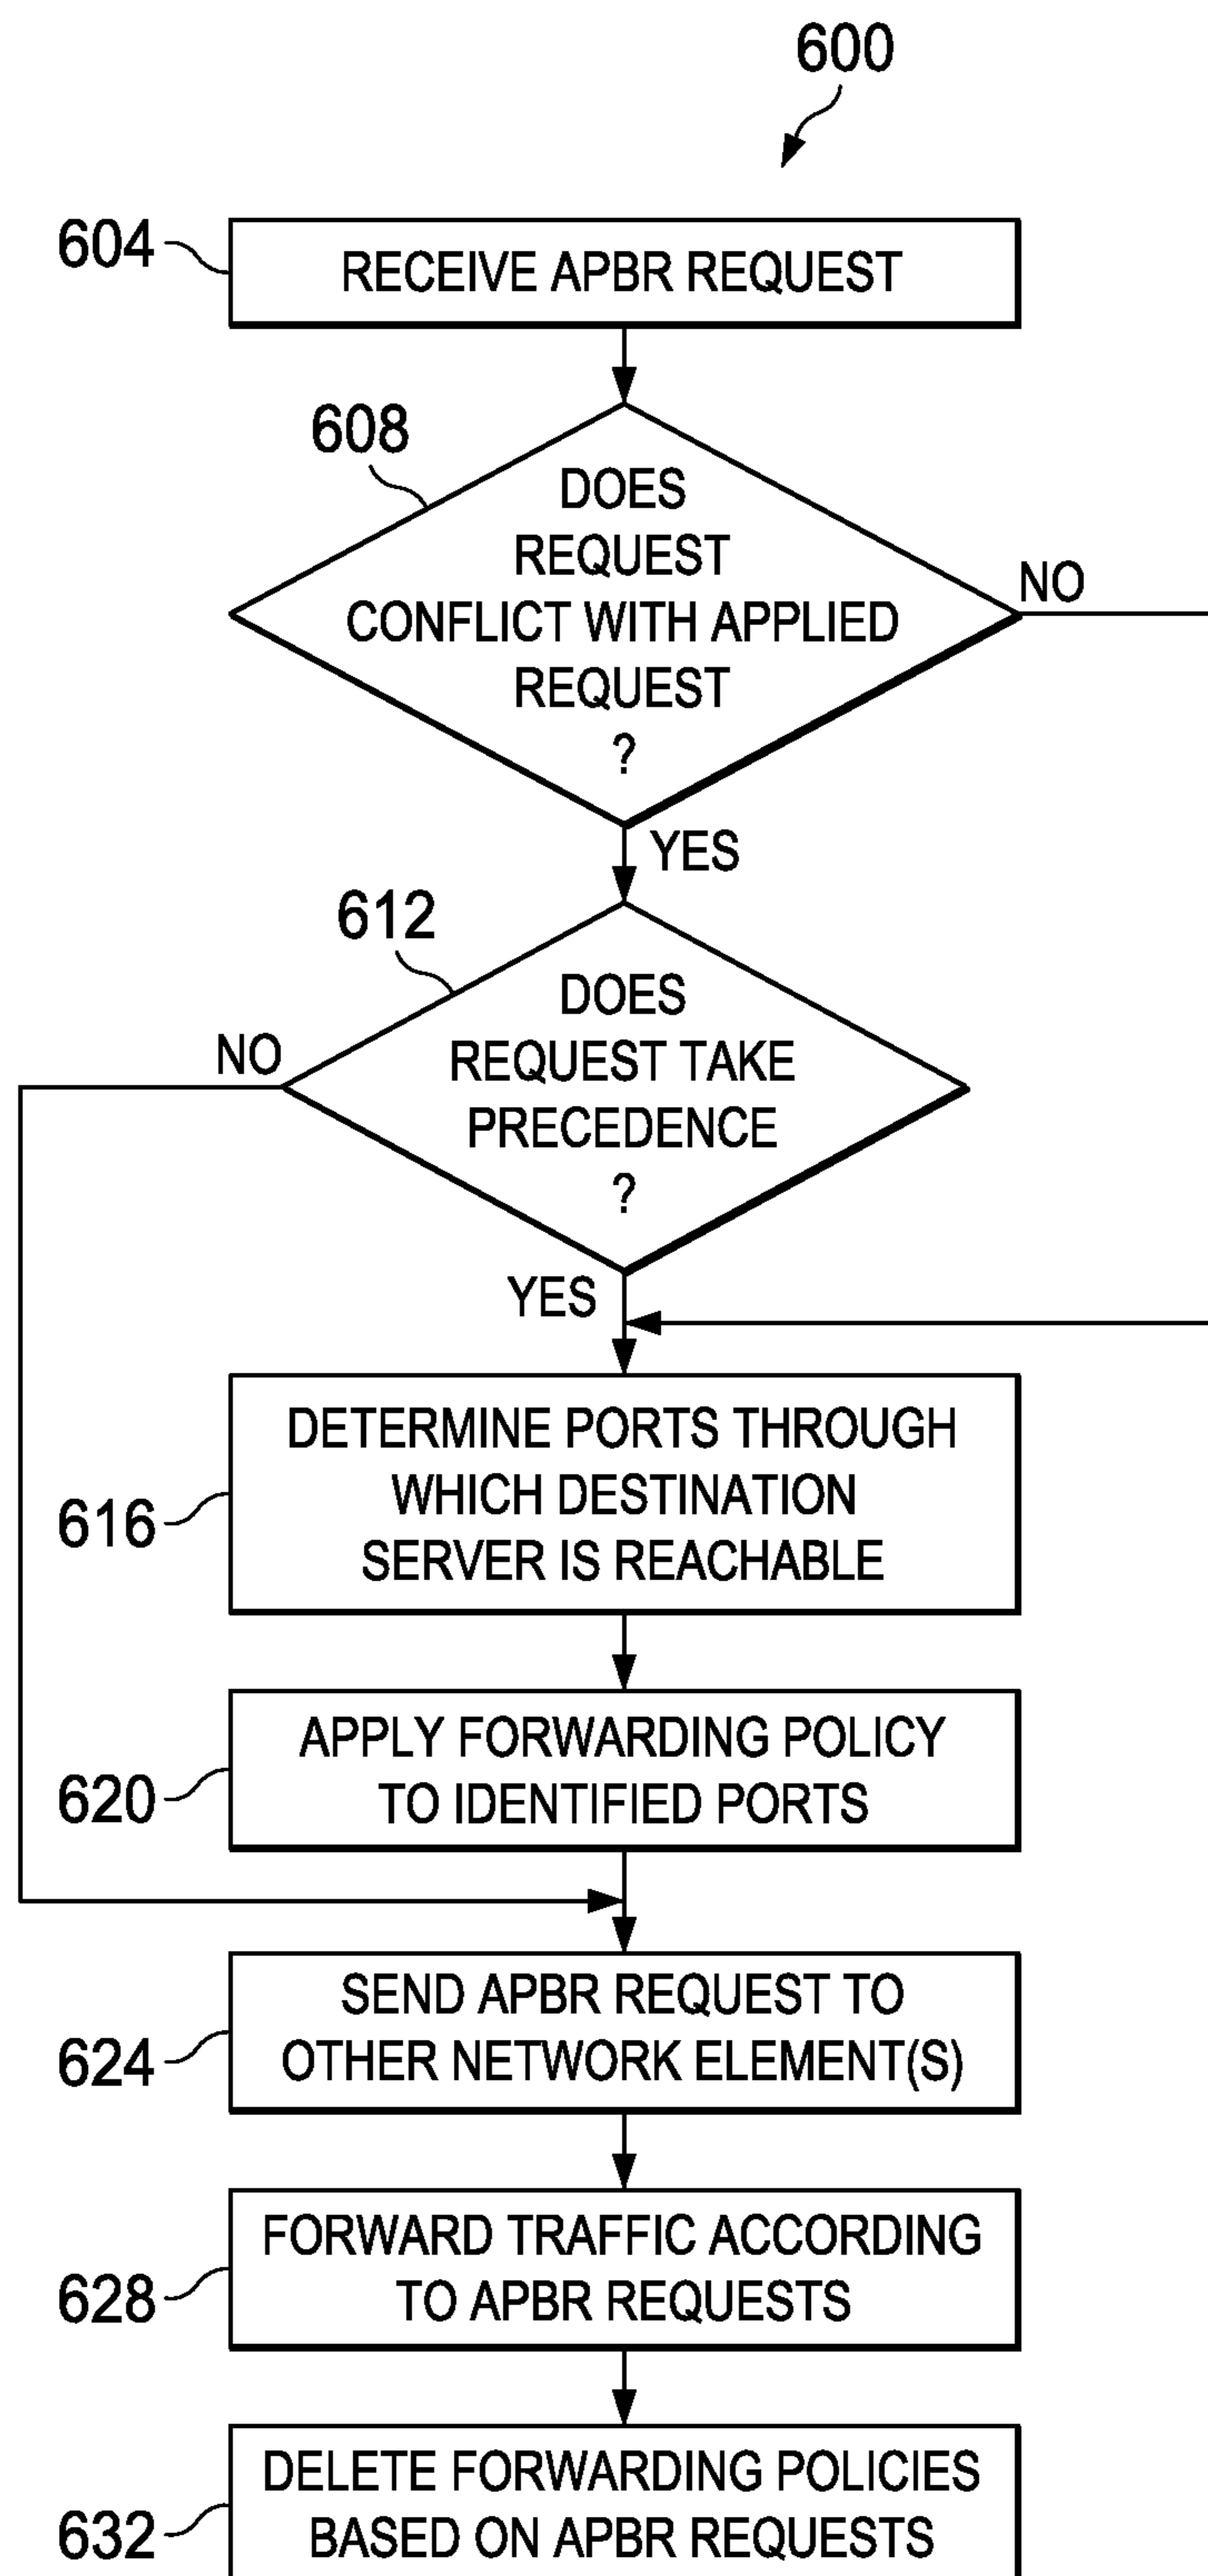 600
604
RECEIVE APBR REQUEST
608
DOES
REQUEST
CONFLICT WITH APPLIED
REQUEST
?
NO
YES
612
DOES
REQUEST TAKE
PRECEDENCE
?
NO
YES
616
DETERMINE PORTS THROUGH
WHICH DESTINATION
SERVER IS REACHABLE
620
APPLY FORWARDING POLICY
TO IDENTIFIED PORTS
624
SEND APBR REQUEST TO
OTHER NETWORK ELEMENT(S)
628
FORWARD TRAFFIC ACCORDING
TO APBR REQUESTS
632
DELETE FORWARDING POLICIES
BASED ON APBR REQUESTS